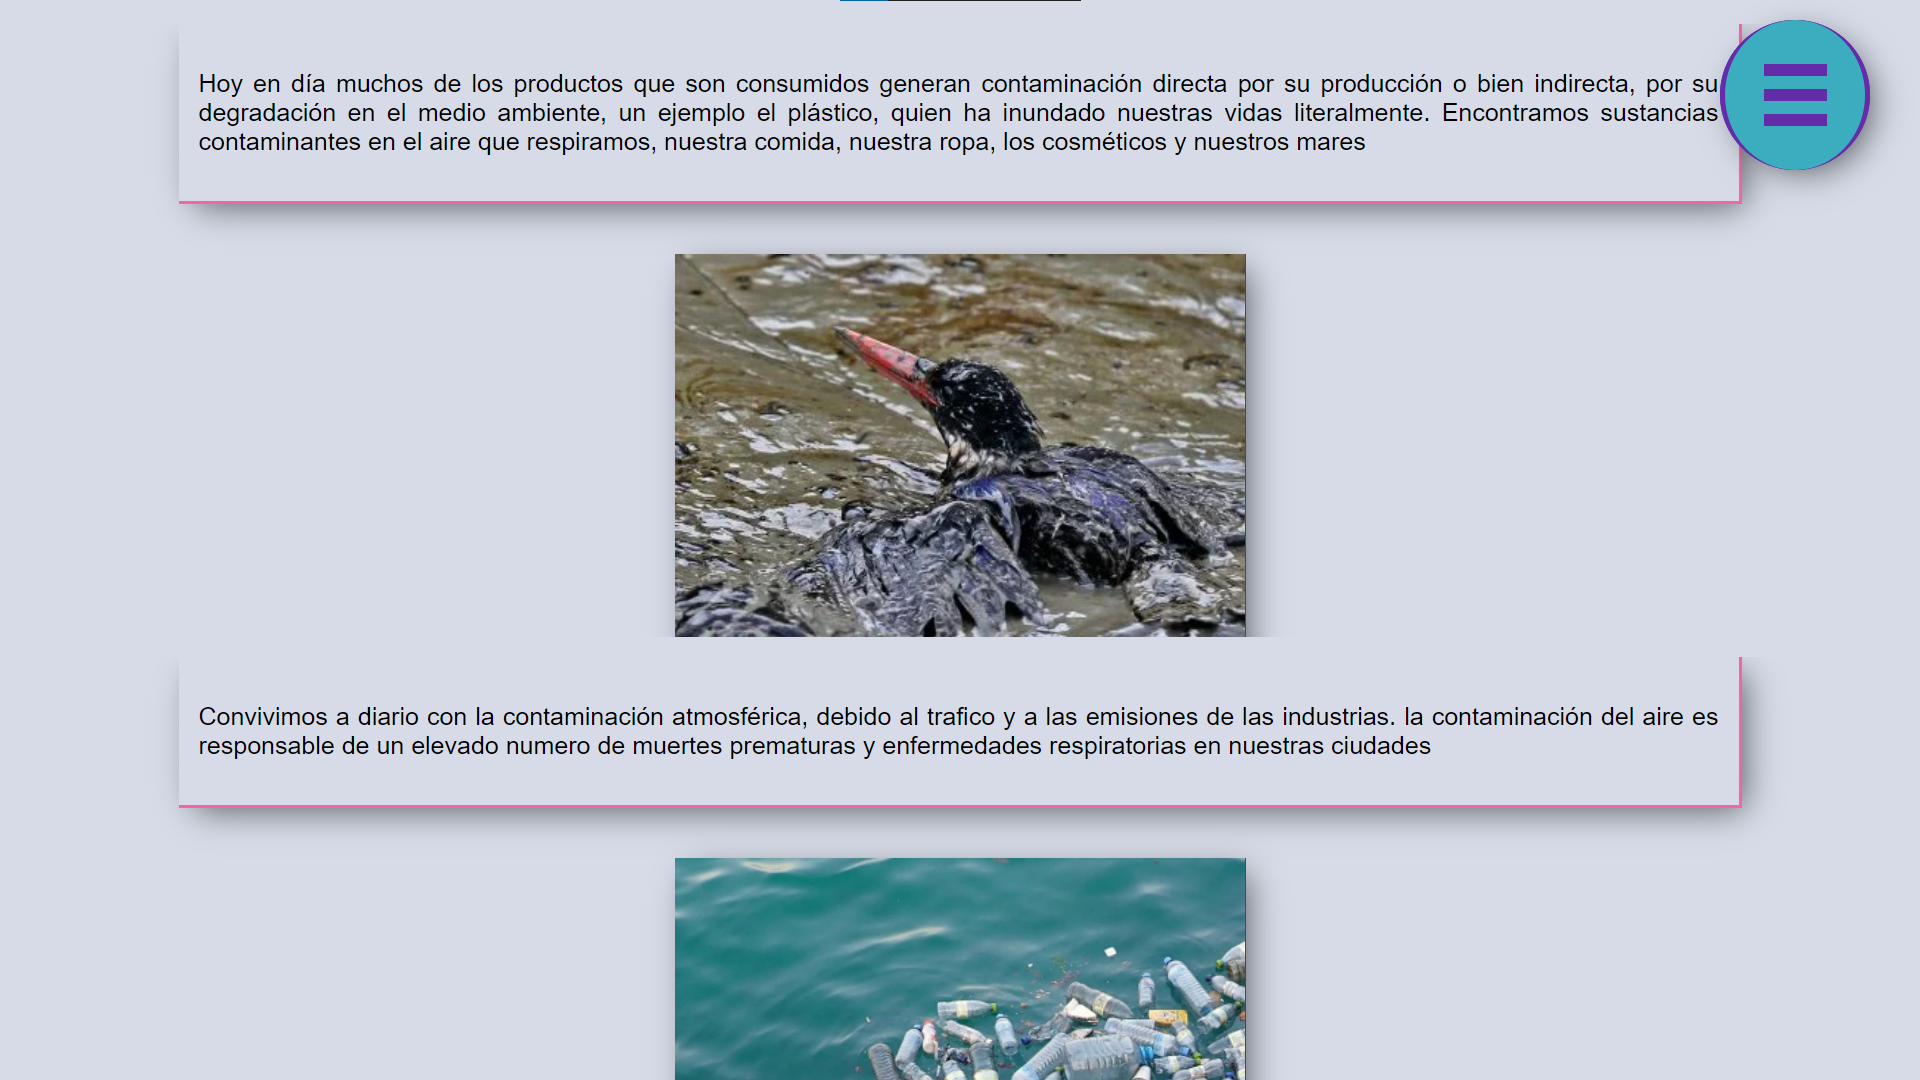 Hoy en día muchos de los productos que son consumidos generan contaminación directa por su producción o bien indirecta, por su
degradación en el medio ambiente, un ejemplo el plástico, quien ha inundado nuestras vidas literalmente. Encontramos sustancias
contaminantes en el aire que respiramos, nuestra comida, nuestra ropa, los cosméticos y nuestros mares
Convivimos a diario con la contaminación atmosférica, debido al trafico y a las emisiones de las industrias. la contaminación del aire es
responsable de un elevado numero de muertes prematuras y enfermedades respiratorias en nuestras ciudades